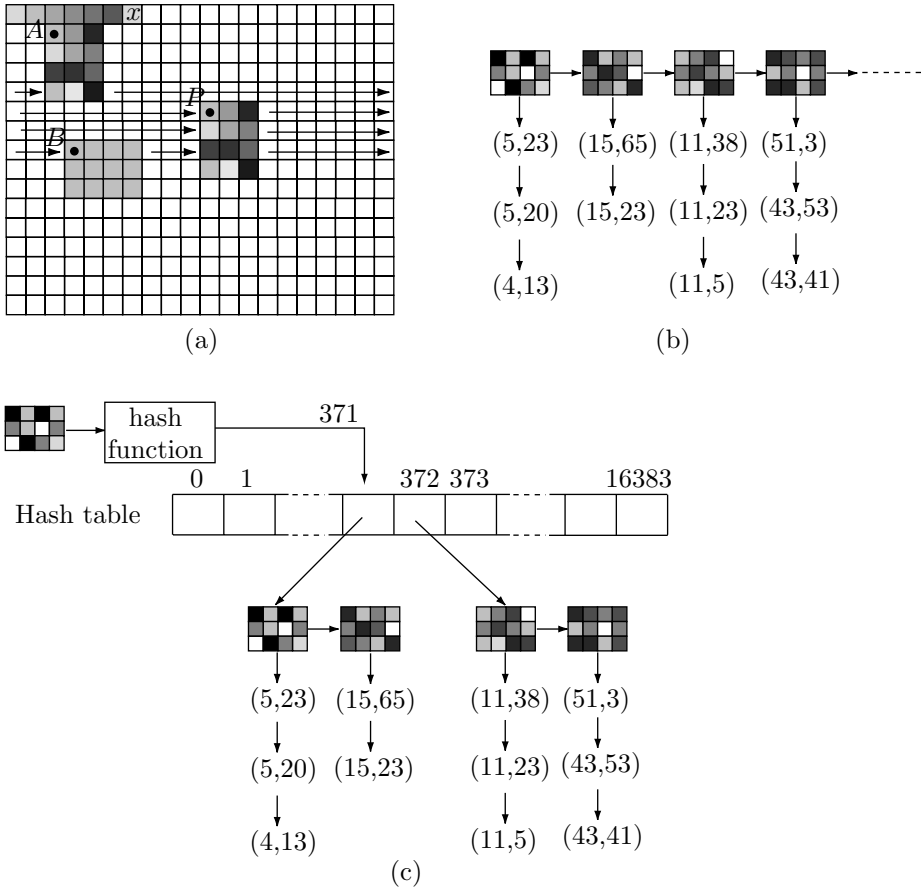 x
A
P
B
(a)
(5,23) (15,65) (11,38) (51,3)
(5,20) (15,23) (11,23) (43,53)
(4,13) (11,5) (43,41)
(b)
hash
function
371
0 1 372 373 16383
Hash table
(5,23) (15,65) (11,38) (51,3)
(5,20) (15,23) (11,23) (43,53)
(4,13) (11,5) (43,41)
(c)